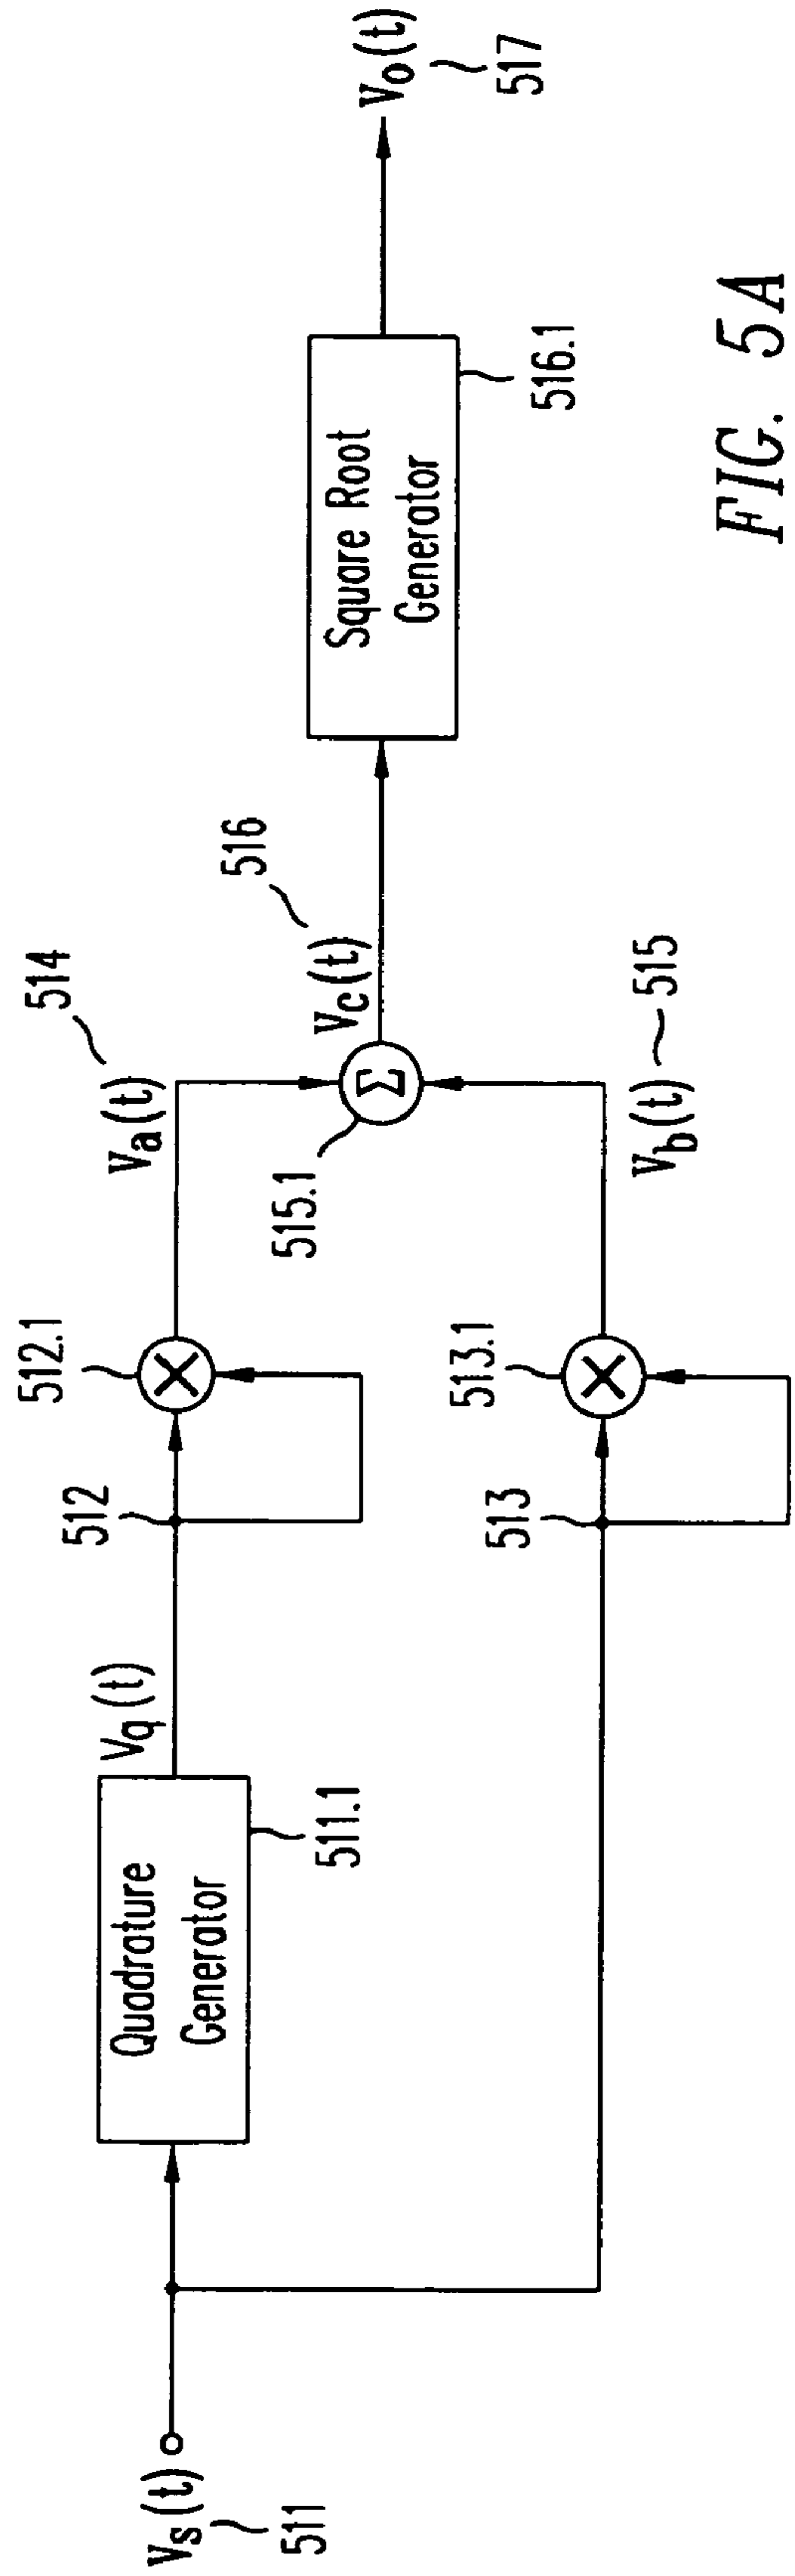 Vs(t)
511
Quadrature
Generator
511.1
Vq(t)
512
512.1
Va(t)
514
513
513.1
Vb(t)
515
515.1
Σ
Vc(t)
516
Square Root
Generator
516.1
Vo(t)
517
FIG. 5A